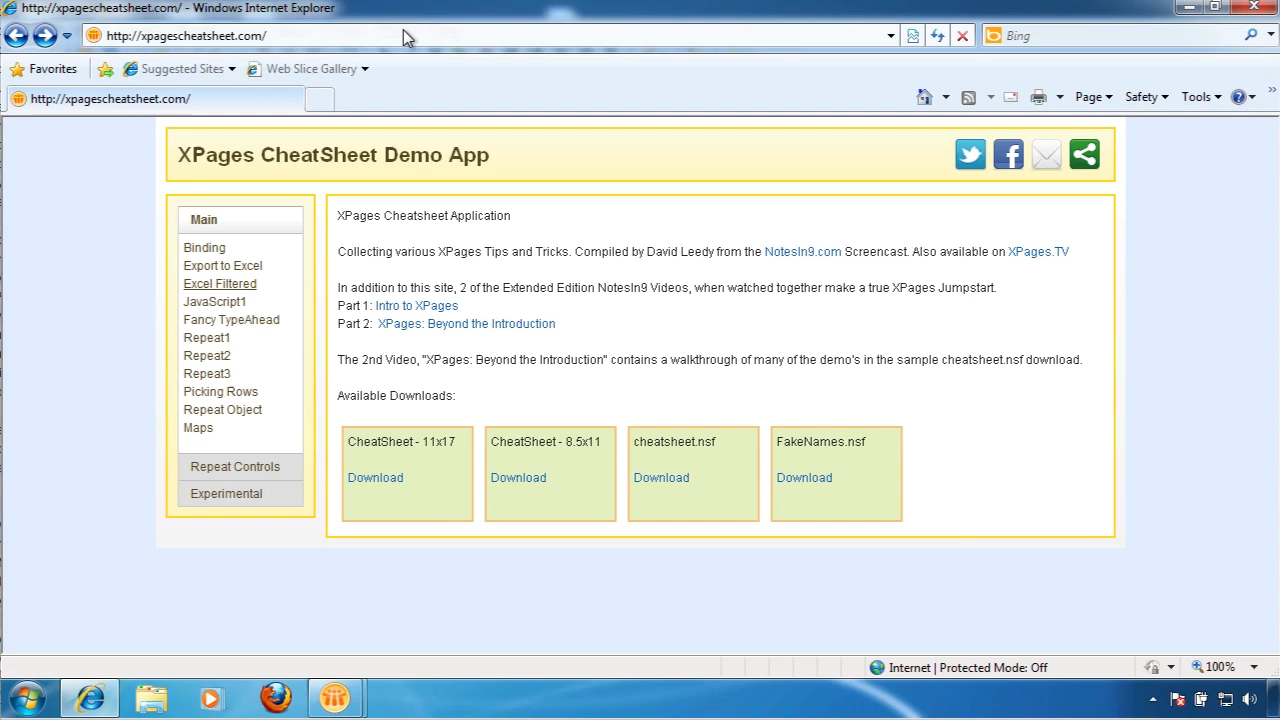 http://xpagescheatsheet.com/ - Windows Internet Explorer
http://xpagescheatsheet.com/
Bing
Favorites
Suggested Sites
Web Slice Gallery
http://xpagescheatsheet.com/
Page
Safety
Tools
XPages CheatSheet Demo App
Main
Binding
Export to Excel
Excel Filtered
JavaScript1
Fancy TypeAhead
Repeat1
Repeat2
Repeat3
Picking Rows
Repeat Object
Maps
Repeat Controls
Experimental
XPages Cheatsheet Application
Collecting various XPages Tips and Tricks. Compiled by David Leedy from the NotesIn9.com Screencast. Also available on XPages.TV
In addition to this site, 2 of the Extended Edition NotesIn9 Videos, when watched together make a true XPages Jumpstart.
Part 1: Intro to XPages
Part 2: XPages: Beyond the Introduction
The 2nd Video, "XPages: Beyond the Introduction" contains a walkthrough of many of the demo's in the sample cheatsheet.nsf download.
Available Downloads:
CheatSheet - 11x17
Download
CheatSheet - 8.5x11
Download
cheatsheet.nsf
Download
FakeNames.nsf
Download
Internet | Protected Mode: Off
100%